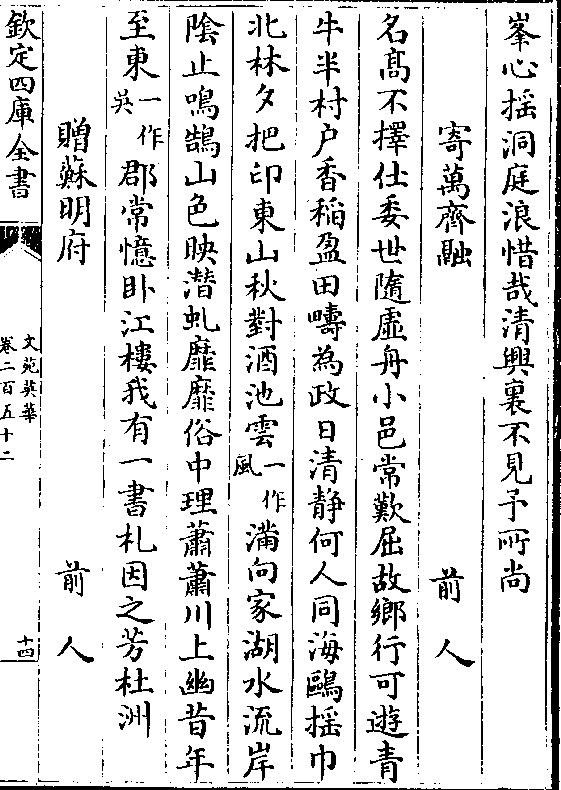 峯心揺洞庭浪惜哉清興裏不見予所尚
寄萬齊融 前人
名髙不擇仕委世隨虚舟小邑常歎屈故鄉行可遊青
牛半村户香稻盈田疇為政日清静何人同海鷗揺巾
北林夕把印東山秋對酒池雲一作風滿向家湖水流岸
隂止鳴鵠山色映潛虬靡靡俗中理蕭蕭川上幽昔年
至東一作吳郡常憶卧江樓我有一書札因之芳杜洲
贈蘇明府 前人
欽定四庫全書
文苑英華
卷二百五十二
十四